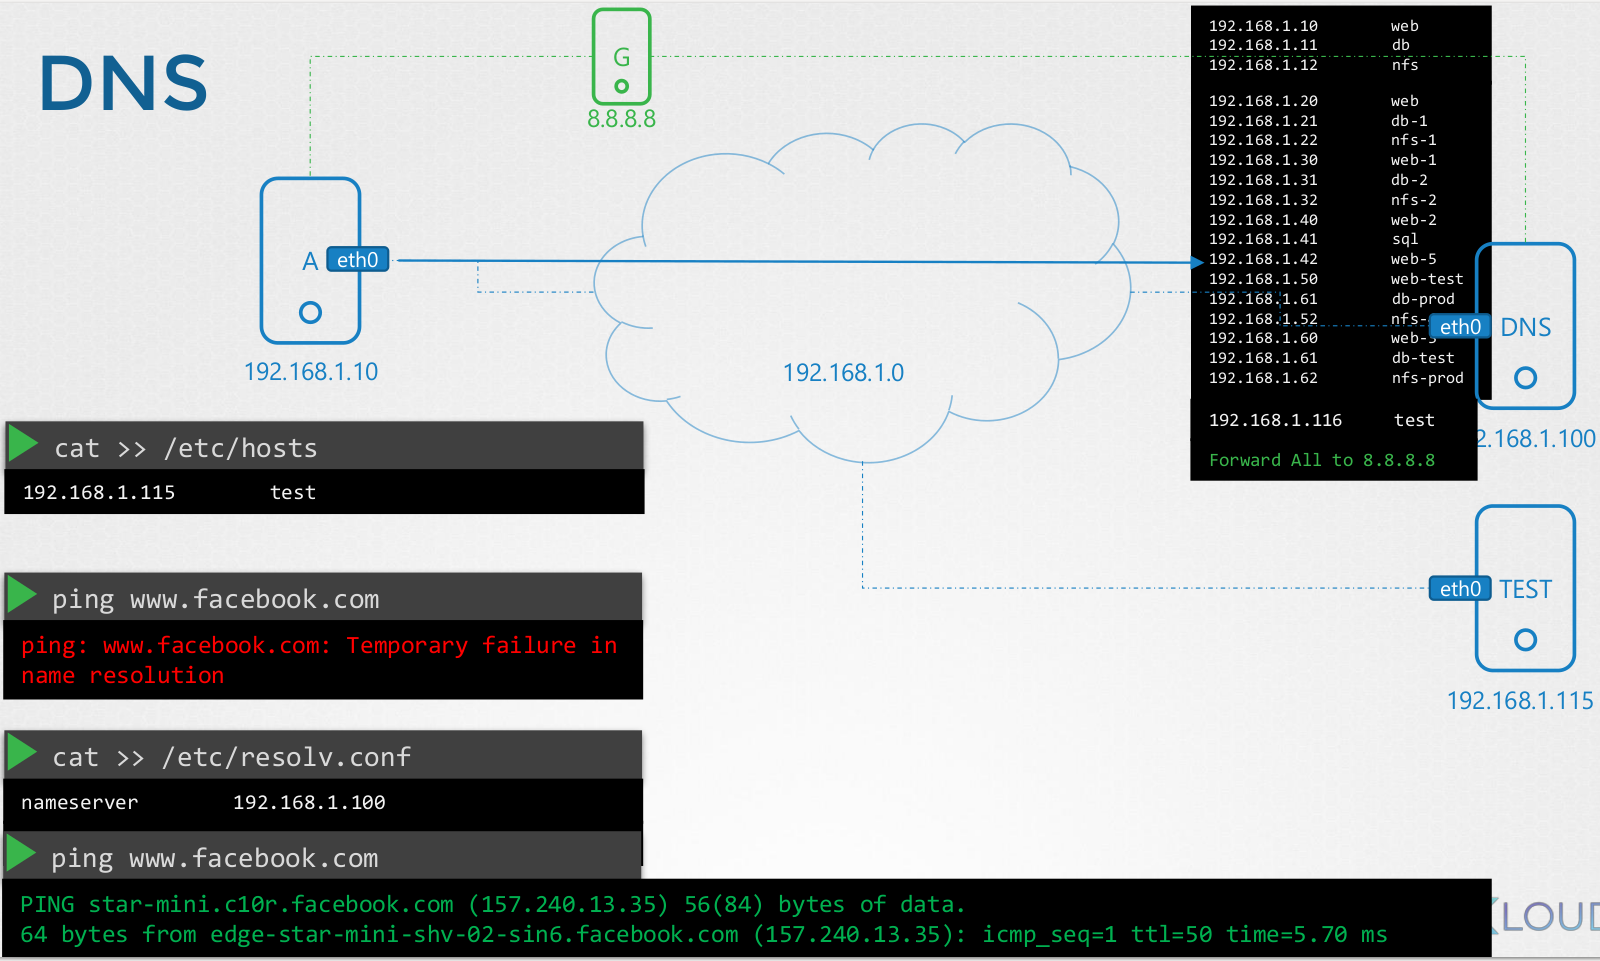 DNS
G
8.8.8.8
A
eth0
192.168.1.10
192.168.1.0
192.168.1.10 web
192.168.1.11 db
192.168.1.12 nfs
192.168.1.20 web
192.168.1.21 db-1
192.168.1.22 nfs-1
192.168.1.30 web-1
192.168.1.31 db-2
192.168.1.32 nfs-2
192.168.1.40 web-2
192.168.1.41 sql
192.168.1.42 web-5
192.168.1.50 web-test
192.168.1.61 db-prod
192.168.1.52 nfs-
192.168.1.60 web-3
192.168.1.61 db-test
192.168.1.62 nfs-prod
192.168.1.116 test
Forward All to 8.8.8.8
eth0
DNS
2.168.1.100
eth0
TEST
192.168.1.115
cat >> /etc/hosts
192.168.1.115 test
ping www.facebook.com
ping: www.facebook.com: Temporary failure in
name resolution
cat >> /etc/resolv.conf
nameserver 192.168.1.100
ping www.facebook.com
PING star-mini.c10r.facebook.com (157.240.13.35) 56(84) bytes of data.
64 bytes from edge-star-mini-shv-02-sin6.facebook.com (157.240.13.35): icmp_seq=1 ttl=50 time=5.70 ms
KLOUD